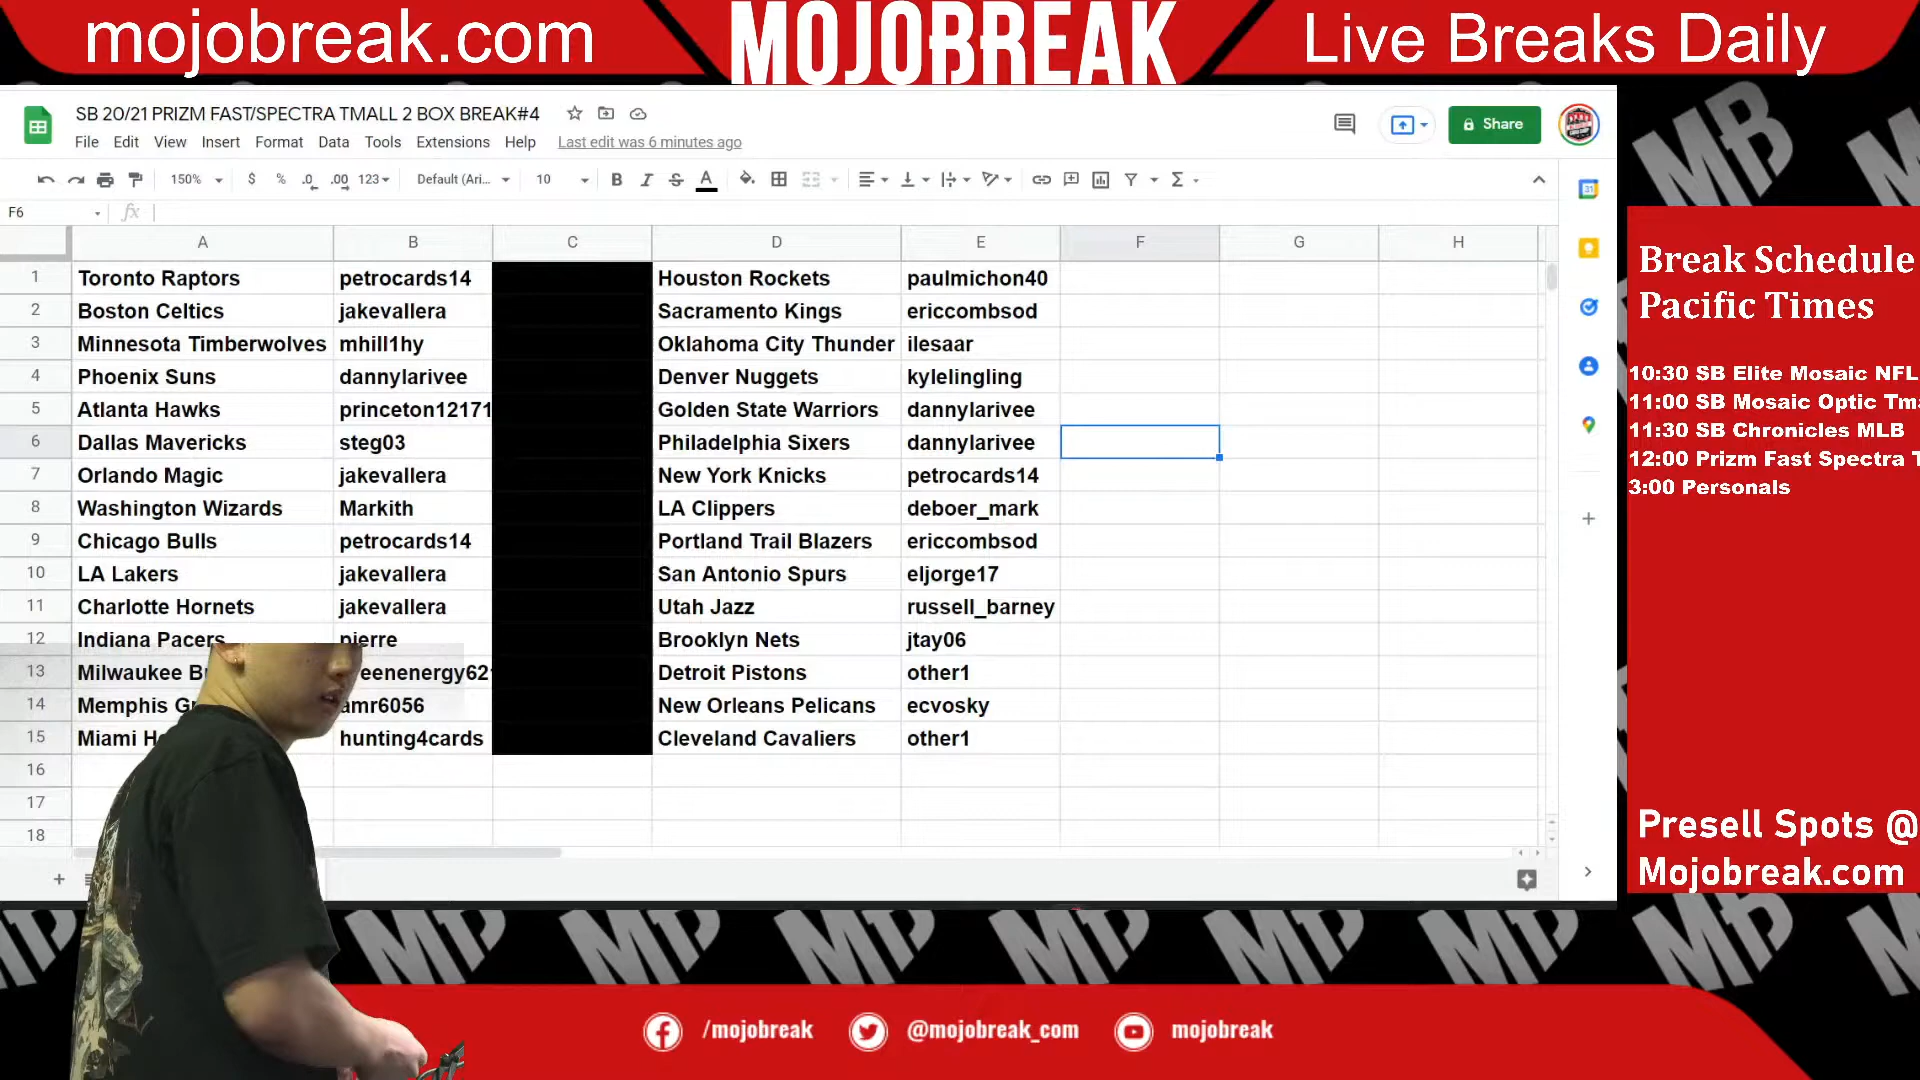 mojobreak.com
MOJOBREAK
Live Breaks Daily
SB 20/21 PRIZM FAST/SPECTRA TMALL 2 BOX BREAK#4
File Edit View Insert Format Data Tools Extensions Help Last edit was 6 minutes ago
Share
150% $ % .0 .00 123 Default (Ari... 10 B I S A
F6 fx
A B C D E F G H
1 Toronto Raptors petrocards14 Houston Rockets paulmichon40
2 Boston Celtics jakevallera Sacramento Kings ericcombsod
3 Minnesota Timberwolves mhill1hy Oklahoma City Thunder ilesaar
4 Phoenix Suns dannylarivee Denver Nuggets kylelingling
5 Atlanta Hawks princeton12171 Golden State Warriors dannylarivee
6 Dallas Mavericks steg03 Philadelphia Sixers dannylarivee
7 Orlando Magic jakevallera New York Knicks petrocards14
8 Washington Wizards Markith LA Clippers deboer_mark
9 Chicago Bulls petrocards14 Portland Trail Blazers ericcombsod
10 LA Lakers jakevallera San Antonio Spurs eljorge17
11 Charlotte Hornets jakevallera Utah Jazz russell_barney
12 Indiana Pacers pierre Brooklyn Nets jtay06
13 Milwaukee B eenenergy62 Detroit Pistons other1
14 Memphis G amr6056 New Orleans Pelicans ecvosky
15 Miami H hunting4cards Cleveland Cavaliers other1
16
17
18
Break Schedule
Pacific Times
10:30 SB Elite Mosaic NFL
11:00 SB Mosaic Optic Tma
11:30 SB Chronicles MLB
12:00 Prizm Fast Spectra T
3:00 Personals
Presell Spots @
Mojobreak.com
/mojobreak @mojobreak_com mojobreak